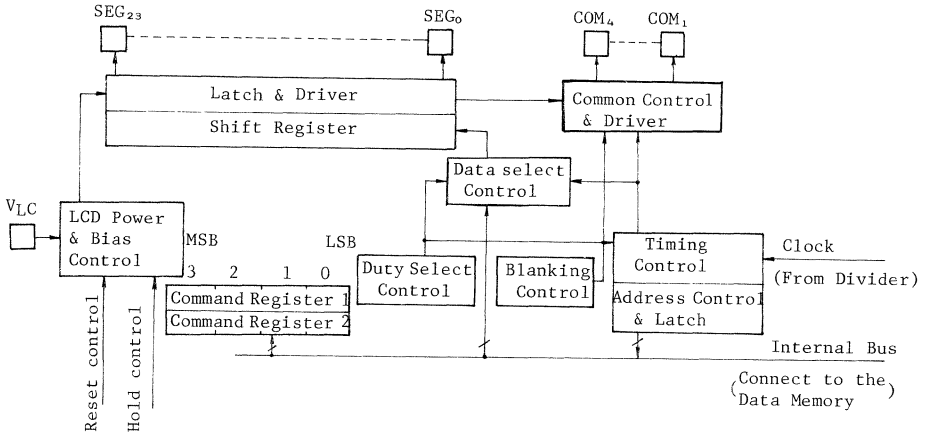 SEG₂₃
SEG₀
COM₄
COM₁
Latch & Driver
Shift Register
Common Control
& Driver
Data select
Control
VLC
LCD Power
& Bias
Control
MSB
LSB
3 2 1 0
Duty Select
Control
Blanking
Control
Timing
Control
Address Control
& Latch
Clock
(From Divider)
Command Register 1
Command Register 2
Internal Bus
(Connect to the
Data Memory)
Reset control
Hold control